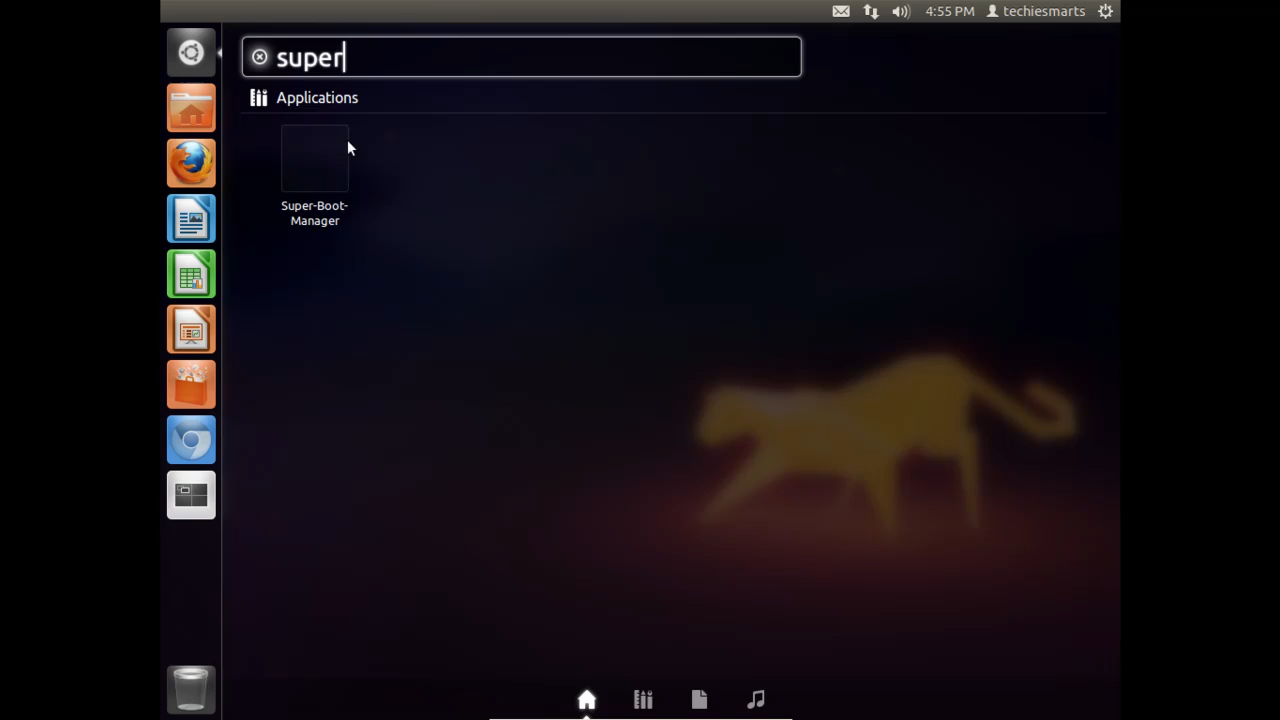 4:55 PM techiesmarts
super
Applications
Super-Boot-
Manager